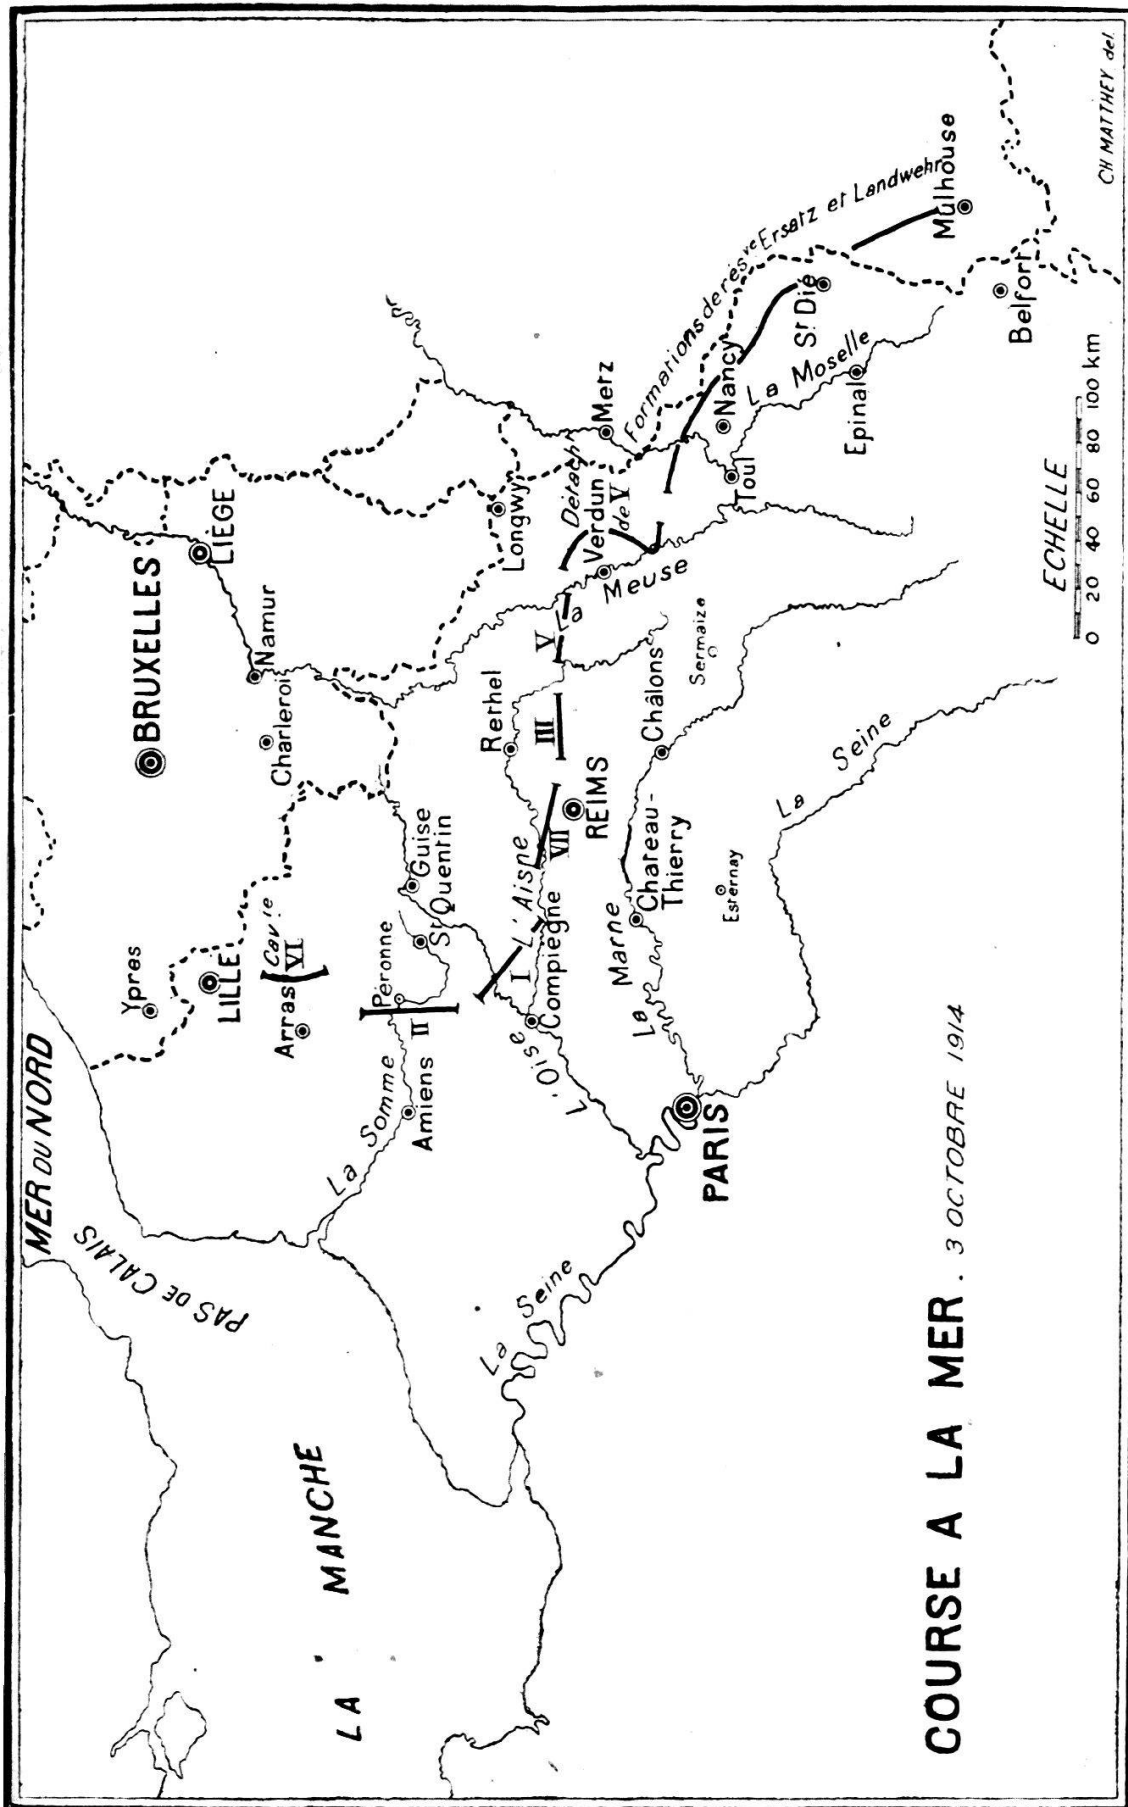 MER DU NORD
PAS DE CALAIS
LA MANCHE
Ypres
LILLE
BRUXELLES
LIÉGE
Namur
Charleroi
Arras
Cavie
VI
La Somme
Amiens
Péronne
II
St Quentin
Guise
L'Oise
I
Compiègne
L'Aisne
VII
REIMS
Rethel
III
V
La Meuse
Longwy
Détacht
de V
Verdun
Metz
Formations de résve Ersatz et Landwehr
La Seine
PARIS
La Marne
Chateau-
Thierry
Esternay
Châlons
Sermaize
La Seine
Toul
Nancy
La Moselle
St Dié
Epinal
Mulhouse
Belfort
COURSE A LA MER. 3 OCTOBRE 1914
ECHELLE
0 20 40 60 80 100 km
CH MATTHEY del.